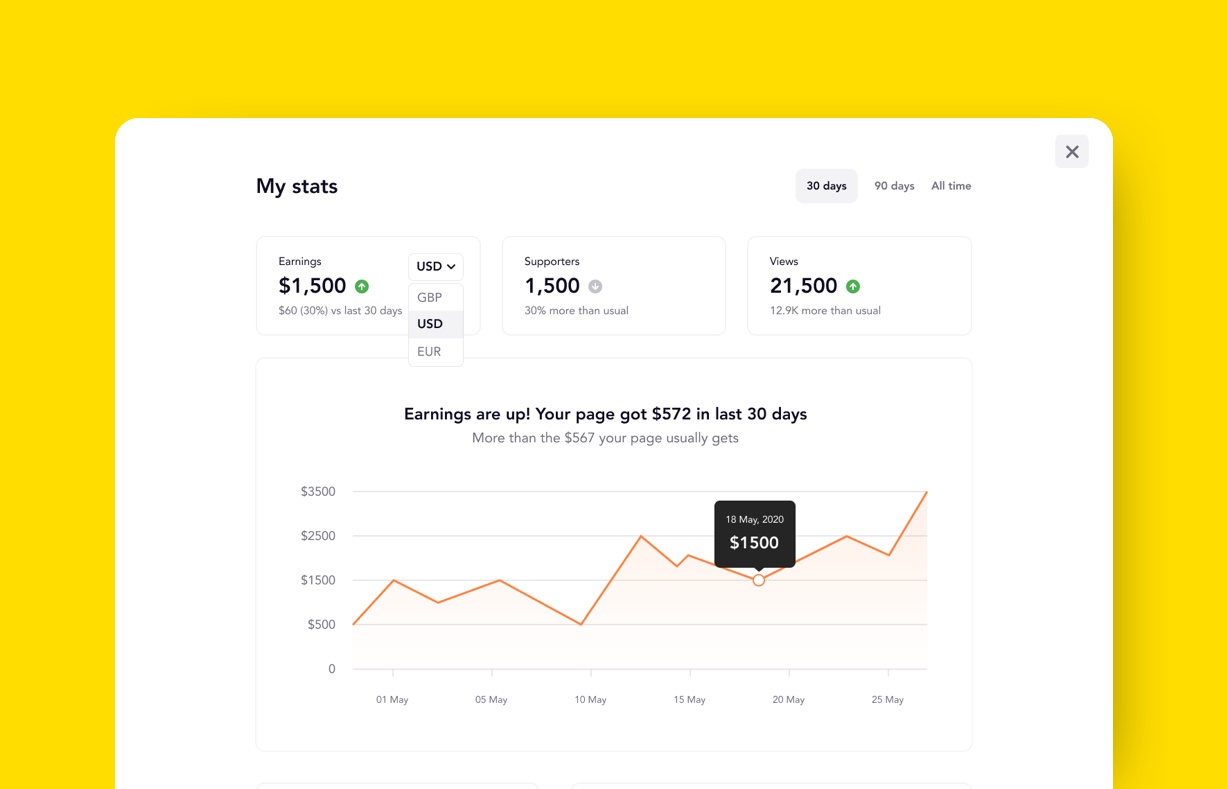 My stats
30 days
90 days
All time
Earnings
$1,500
$60 (30%) vs last 30 days
USD
GBP
USD
EUR
Supporters
1,500
30% more than usual
Views
21,500
12.9K more than usual
Earnings are up! Your page got $572 in last 30 days
More than the $567 your page usually gets
$3500
$2500
$1500
$500
0
18 May, 2020
$1500
01 May
05 May
10 May
15 May
20 May
25 May